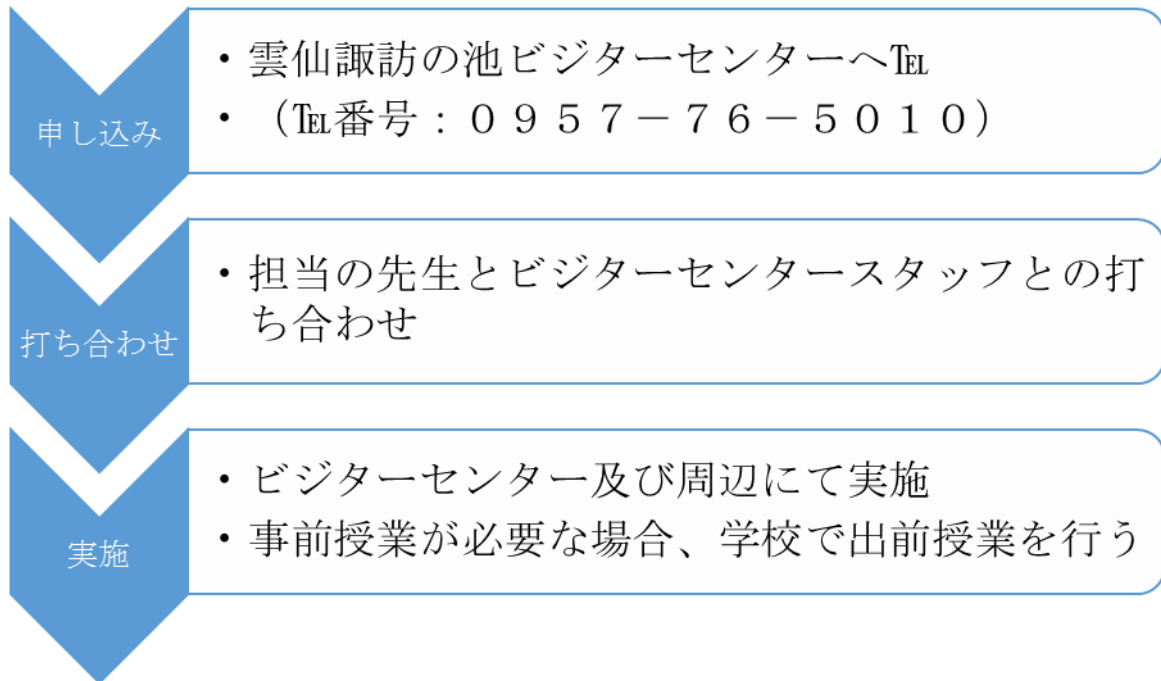 申し込み
・雲仙諏訪の池ビジターセンターへ℡
・（℡番号：０９５７－７６－５０１０）
打ち合わせ
・担当の先生とビジターセンタースタッフとの打
ち合わせ
実施
・ビジターセンター及び周辺にて実施
・事前授業が必要な場合、学校で出前授業を行う